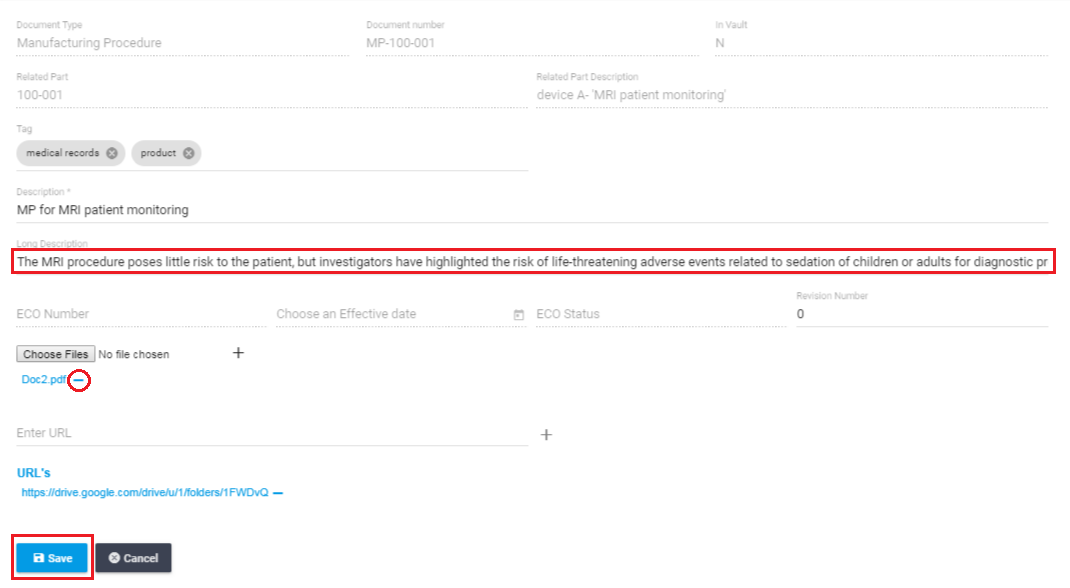 Document Type Document number In Vault
Manufacturing Procedure MP-100-001 N
Related Part Related Part Description
100-001 device A- 'MRI patient monitoring'
Tag
medical records product
Description *
MP for MRI patient monitoring
Long Description
The MRI procedure poses little risk to the patient, but investigators have highlighted the risk of life-threatening adverse events related to sedation of children or adults for diagnostic pr
Revision Number
ECO Number Choose an Effective date ECO Status 0
Choose Files No file chosen +
Doc2.pdf
Enter URL +
URL's
https://drive.google.com/drive/u/1/folders/1FWDvQ
Save Cancel